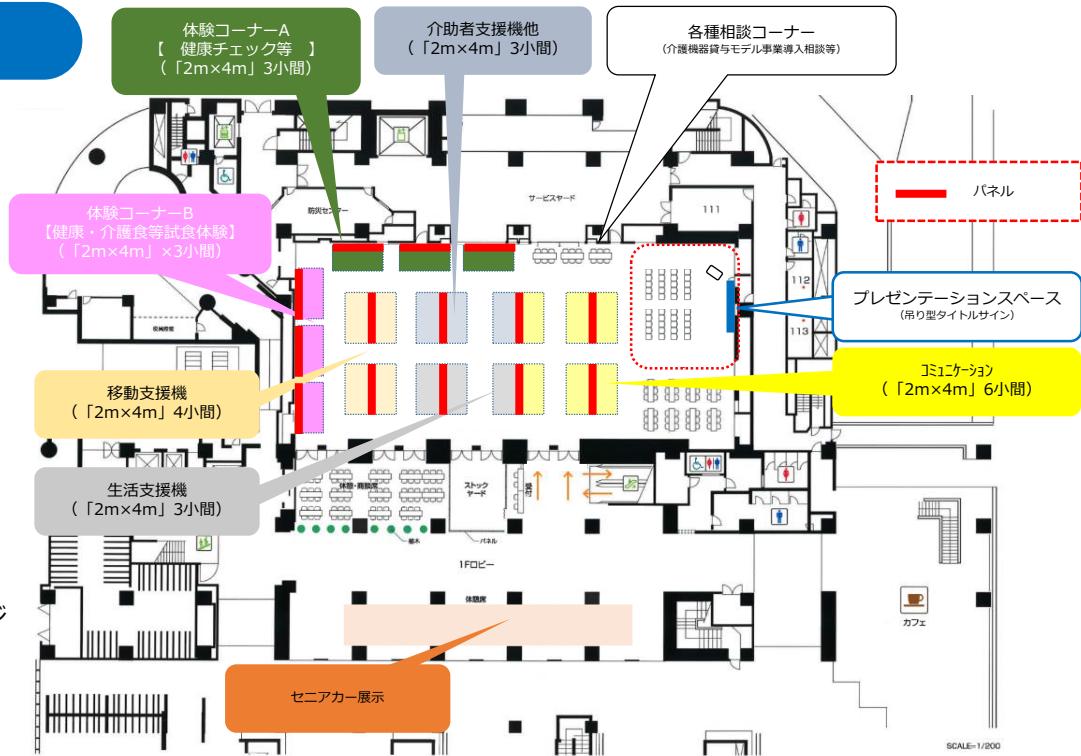 体験コーナーA
【　健康チェック等　】
(「2m×4m」3小間)
介助者支援機他
(「2m×4m」3小間)
各種相談コーナー
(介護機器貸与モデル事業導入相談等)
サービスヤード
防災センター
111
パネル
体験コーナーB
【健康・介護食等試食体験】
(「2m×4m」×3小間)
112
113
プレゼンテーションスペース
(吊り型タイトルサイン)
移動支援機
(「2m×4m」4小間)
コミュニケーション
(「2m×4m」6小間)
生活支援機
(「2m×4m」3小間)
休憩・商談席
ストック
ヤード
受付
植木
パネル
1Fロビー
休憩席
ジ
カフェ
セニアカー展示
SCALE=1/200